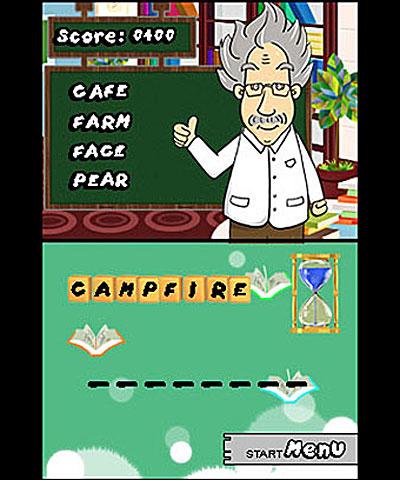 Score: 0400
CAFE
FARM
FACE
PEAR
CAMPFIRE
START MENU